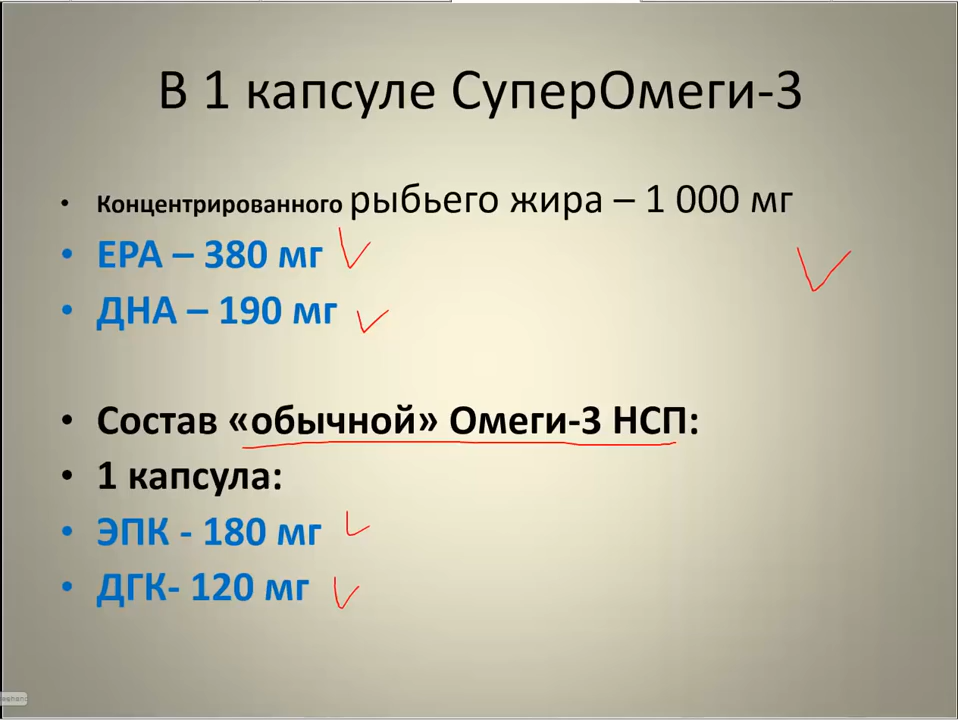 В 1 капсуле СуперОмеги-3
• Концентрированного рыбьего жира – 1 000 мг
• ЕРА – 380 мг
• ДНА – 190 мг
• Состав «обычной» Омеги-3 НСП:
• 1 капсула:
• ЭПК - 180 мг
• ДГК- 120 мг